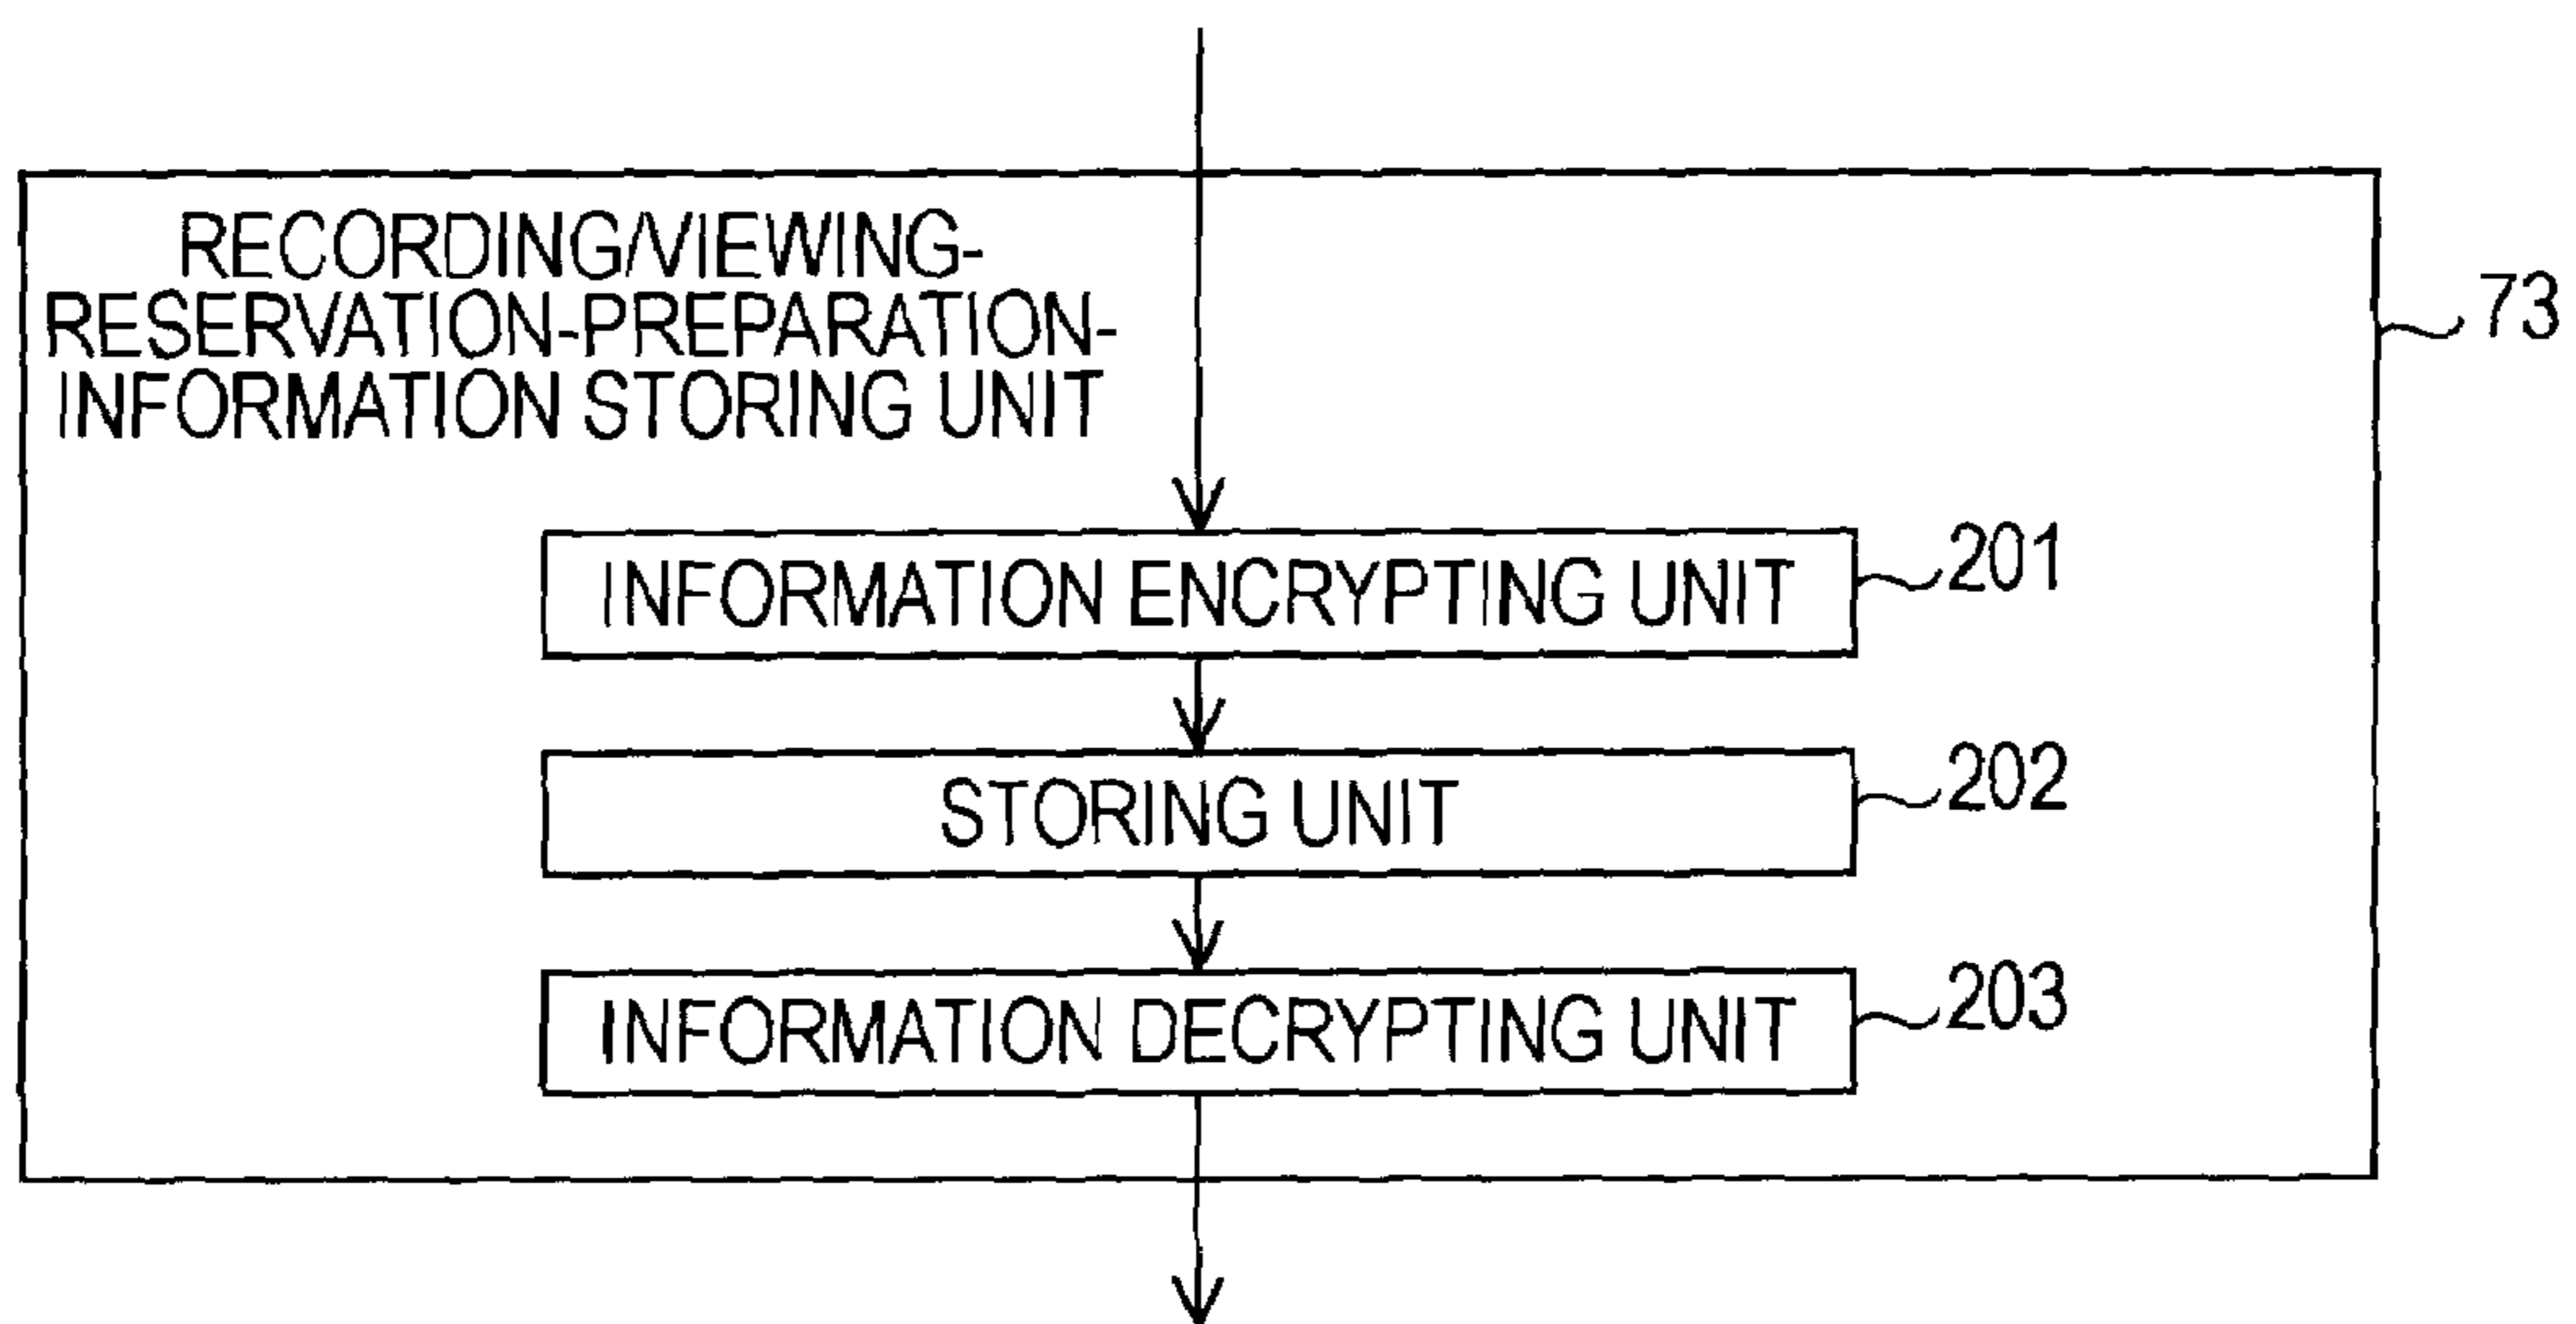 RECORDING/VIEWING-
RESERVATION-PREPARATION-
INFORMATION STORING UNIT
73
INFORMATION ENCRYPTING UNIT
201
STORING UNIT
202
INFORMATION DECRYPTING UNIT
203